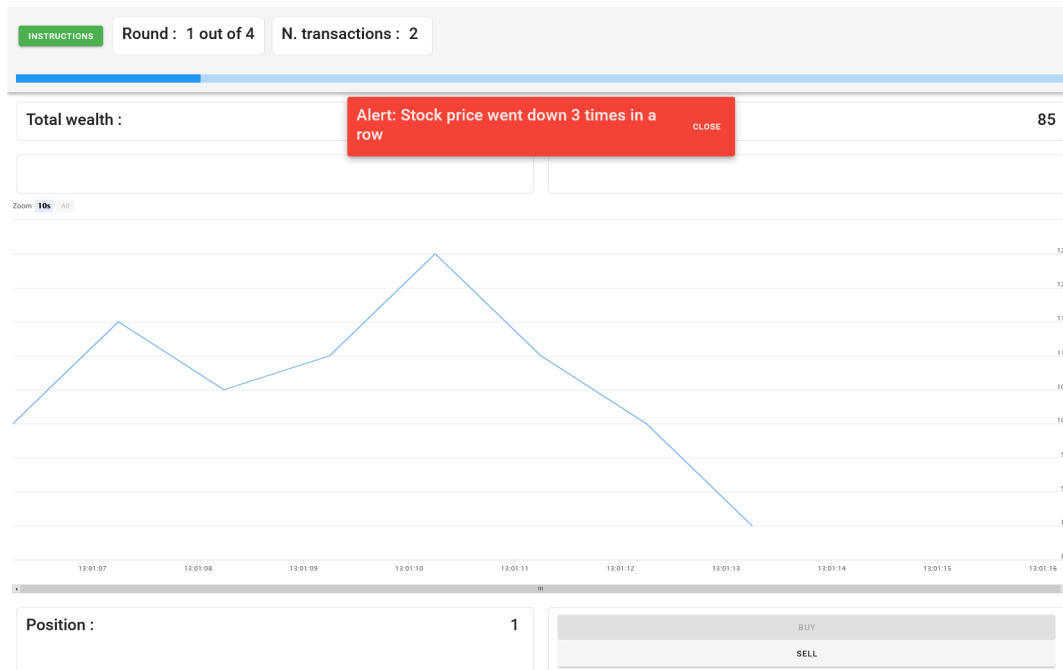 INSTRUCTIONS
Round : 1 out of 4
N. transactions : 2
Total wealth :
Alert: Stock price went down 3 times in a
row
CLOSE
85
Zoom 10s All
13:01:07 13:01:08 13:01:09 13:01:10 13:01:11 13:01:12 13:01:13 13:01:14 13:01:15 13:01:16
Position : 1
BUY
SELL